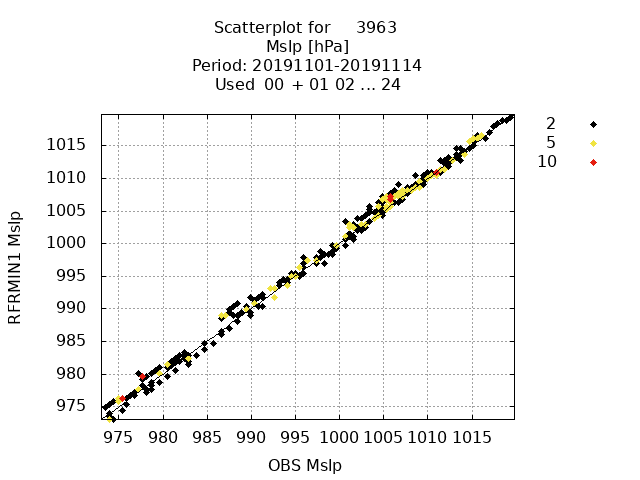 Scatterplot for 3963
Mslp [hPa]
Period: 20191101-20191114
Used 00 + 01 02 ... 24
2
5
10
1015
1010
1005
1000
995
990
985
980
975
RFRMIN1 Mslp
975 980 985 990 995 1000 1005 1010 1015
OBS Mslp